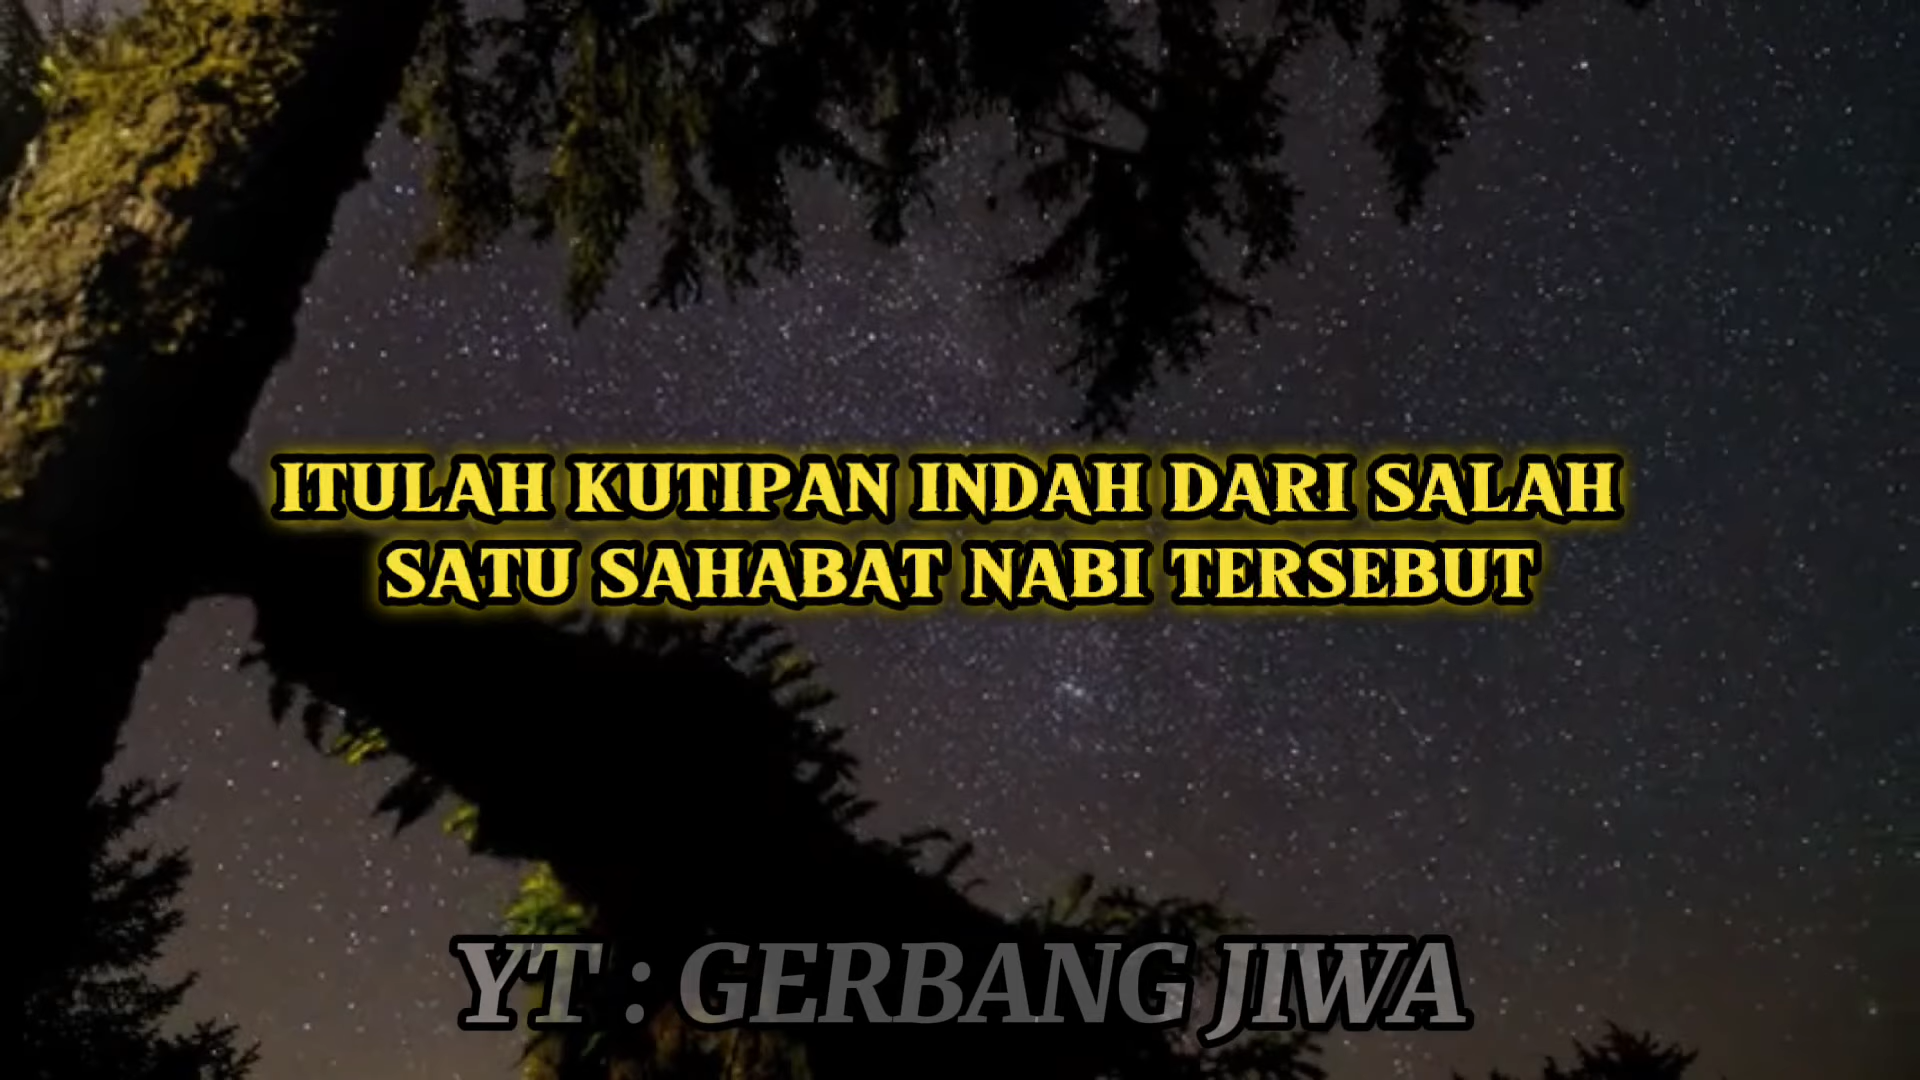 ITULAH KUTIPAN INDAH DARI SALAH
SATU SAHABAT NABI TERSEBUT
YT : GERBANG JIWA